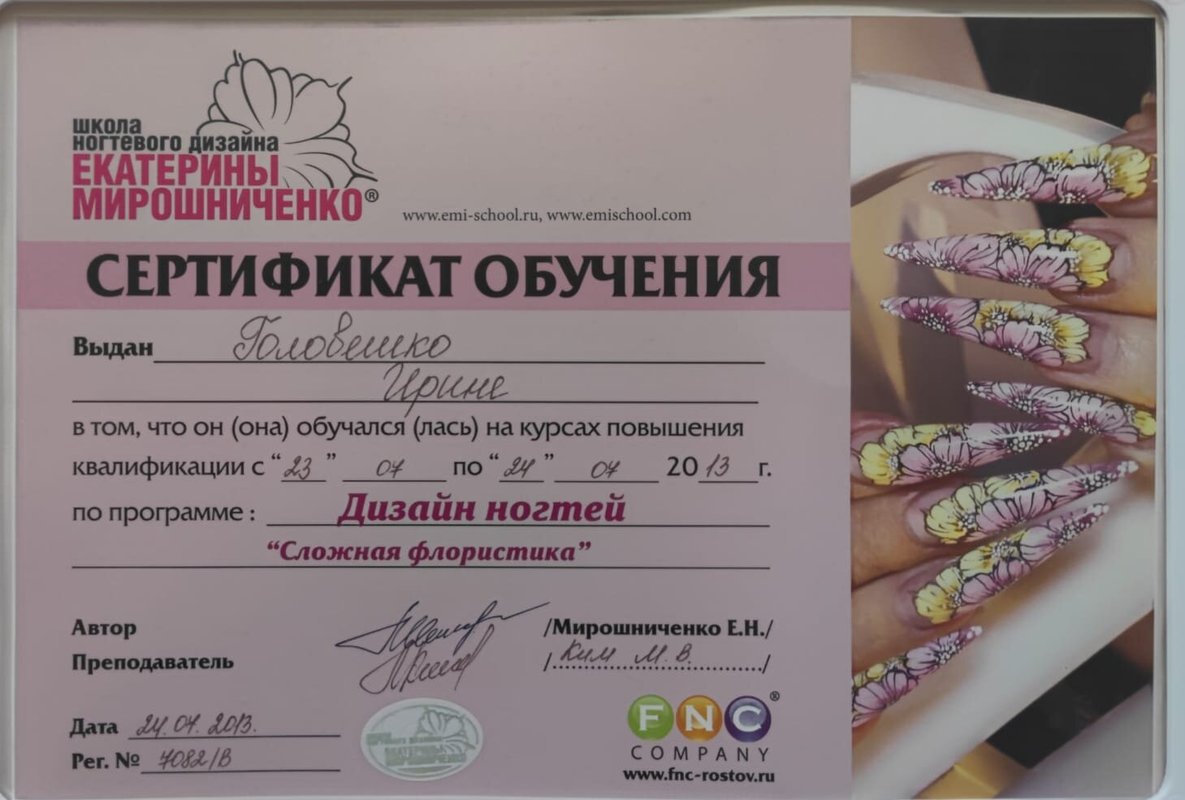 школа
ногтевого дизайна
ЕКАТЕРИНЫ
МИРОШНИЧЕНКО®
www.emi-school.ru, www.emischool.com
СЕРТИФИКАТ ОБУЧЕНИЯ
Выдан Головешко
Ирине
в том, что он (она) обучался (лась) на курсах повышения
квалификации с “23” 07 по “24” 07 2013 г.
по программе: Дизайн ногтей
“Сложная флористика”
Автор /Мирошниченко Е.Н./
Преподаватель /Ким М.В./
Дата 24.07.2013.
Рег. № 7082/В
ЕКАТЕРИНЫ
МИРОШНИЧЕНКО
FNC®
COMPANY
www.fnc-rostov.ru